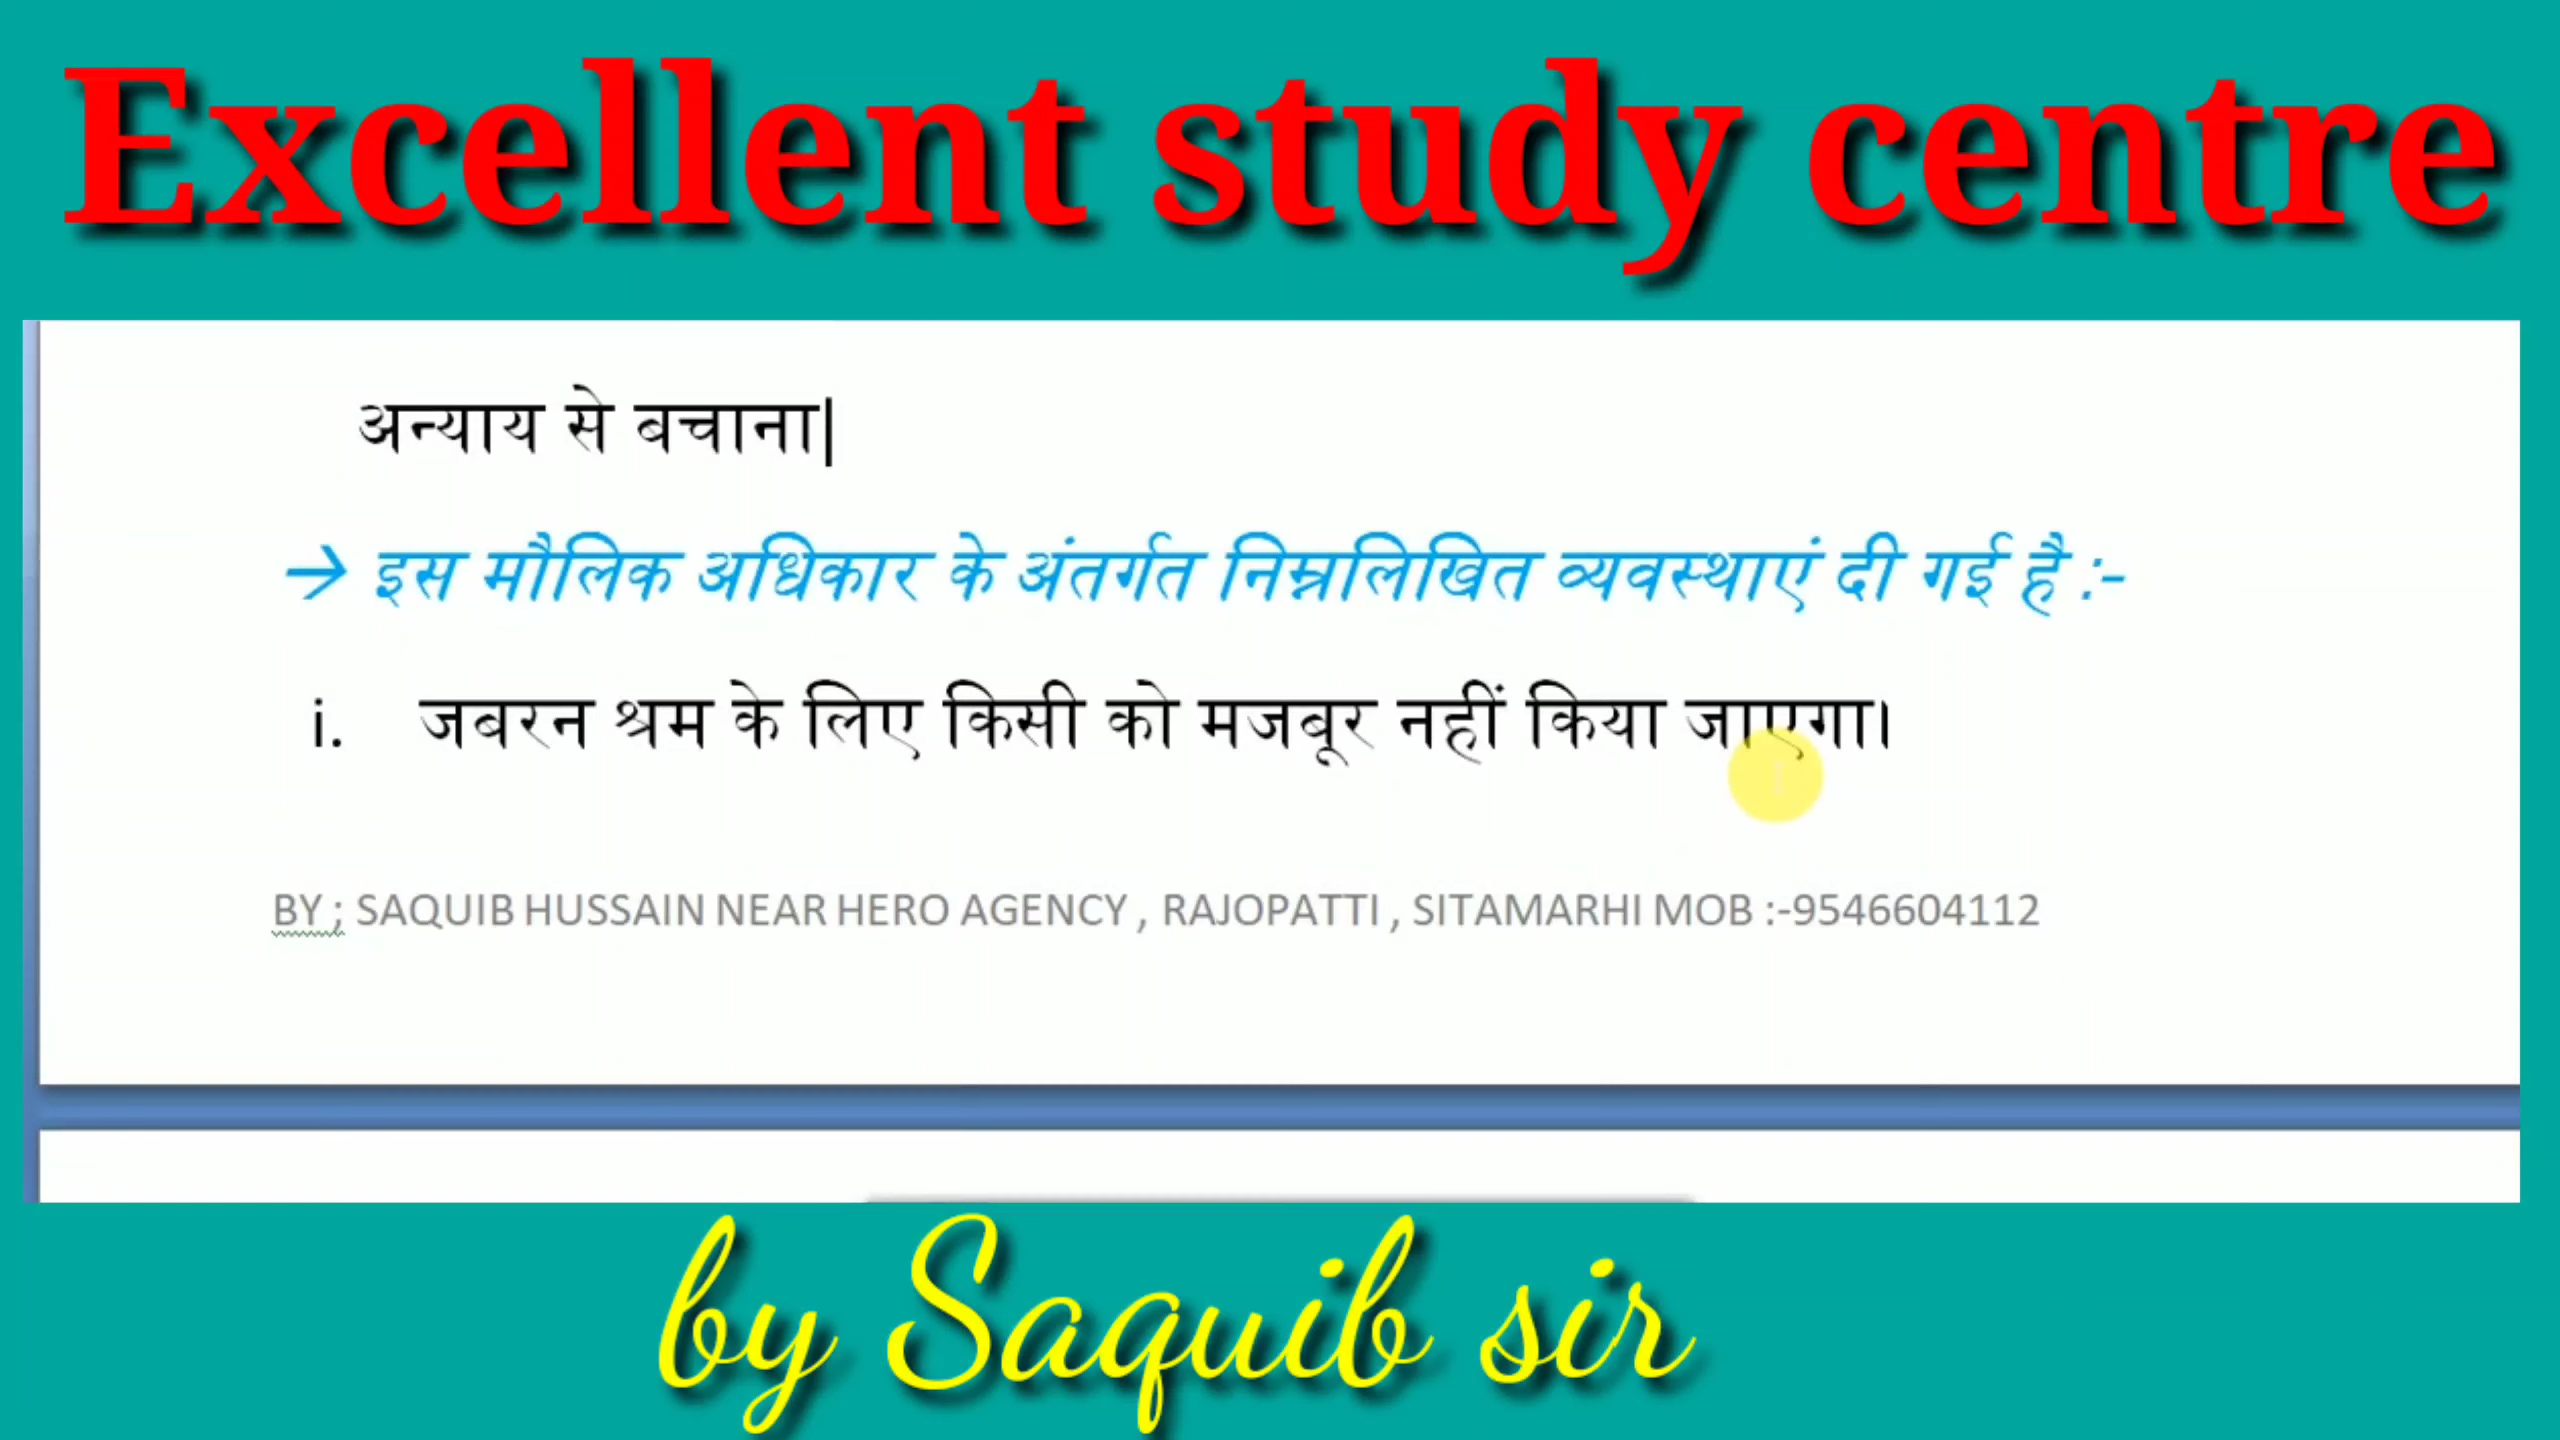 Excellent study centre
अन्याय से बचाना|
→ इस मौलिक अधिकार के अंतर्गत निम्नलिखित व्यवस्थाएं दी गई है :-
i. जबरन श्रम के लिए किसी को मजबूर नहीं किया जाएगा।
BY ; SAQUIB HUSSAIN NEAR HERO AGENCY , RAJOPATTI , SITAMARHI MOB :-9546604112
by Saquib sir